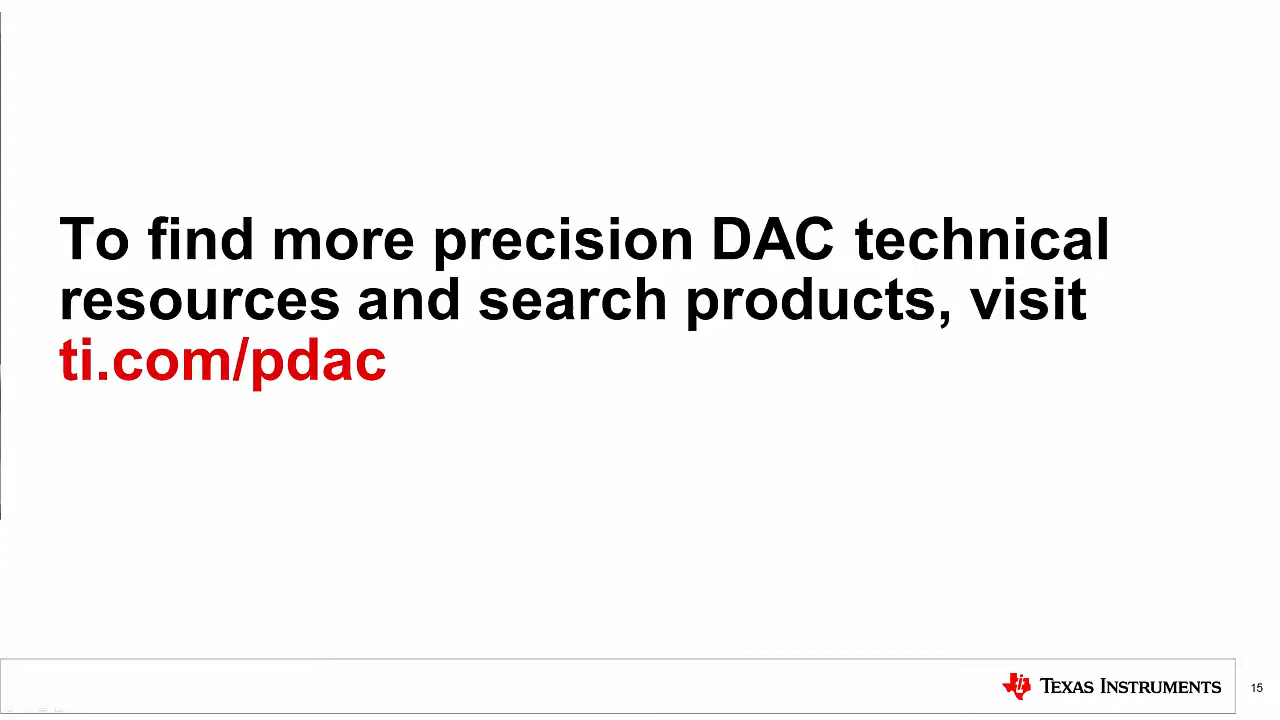 To find more precision DAC technical
resources and search products, visit
ti.com/pdac
TEXAS INSTRUMENTS
15